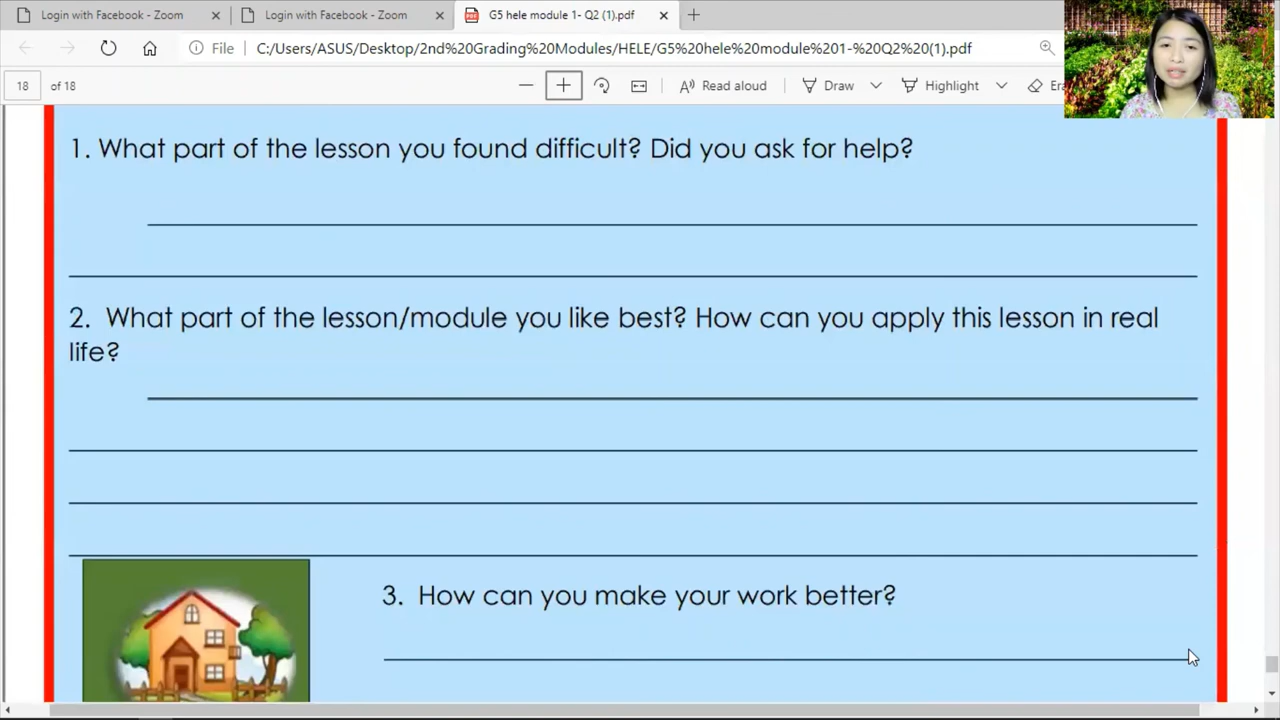 Login with Facebook - Zoom
Login with Facebook - Zoom
G5 hele module 1- Q2 (1).pdf
File
C:/Users/ASUS/Desktop/2nd%20Grading%20Modules/HELE/G5%20hele%20module%201-%20Q2%20(1).pdf
18 of 18
Read aloud
Draw
Highlight
Era
1. What part of the lesson you found difficult? Did you ask for help?
2. What part of the lesson/module you like best? How can you apply this lesson in real
life?
3. How can you make your work better?